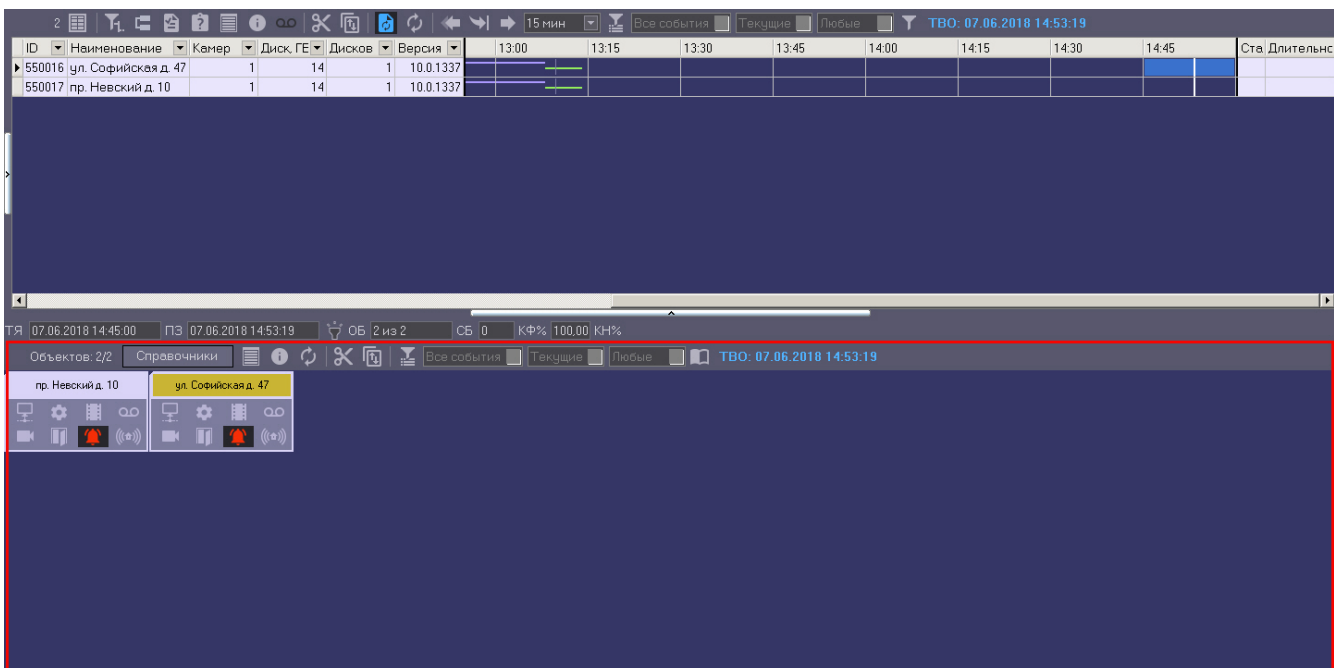 2 15 мин Все события Текущие Любые ТВО: 07.06.2018 14:53:19
ID Наименование Камер Диск, ГЕ Дисков Версия 13:00 13:15 13:30 13:45 14:00 14:15 14:30 14:45 Ста Длительнс
550016 ул. Софийская д. 47 1 14 1 10.0.1337
550017 пр. Невский д. 10 1 14 1 10.0.1337
ТЯ 07.06.2018 14:45:00 ПЗ 07.06.2018 14:53:19 ОБ 2 из 2 СБ 0 КФ% 100,00 КН%
Объектов: 2/2 Справочники Все события Текущие Любые ТВО: 07.06.2018 14:53:19
пр. Невский д. 10 ул. Софийская д. 47